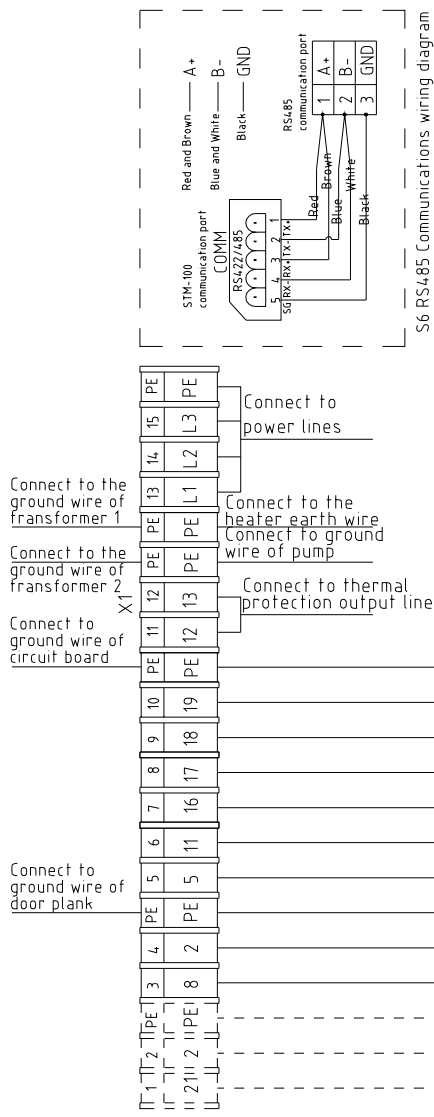 S6 RS485 Communications wiring diagram
Red and Brown A+
Blue and White B-
Black GND
RS485
communication port
1 A+
2 B-
3 GND
STM-100
communication port
COMM
RS422/485
5 4 3 2 1
SG RX- RX+ TX- TX+
Red
Brown
Blue
White
Black
PE PE
15 L3
14 L2
13 L1
PE PE
PE PE
12 13
11 12
PE PE
10 19
9 18
8 17
7 16
6 11
5 5
PE PE
4 2
3 8
PE PE
2 2
1 21
X1
Connect to
power lines
Connect to the
ground wire of
transformer 1
Connect to the
heater earth wire
Connect to the
ground wire of
transformer 2
Connect to ground
wire of pump
Connect to thermal
protection output line
Connect to
ground wire of
circuit board
Connect to
ground wire of
door plank